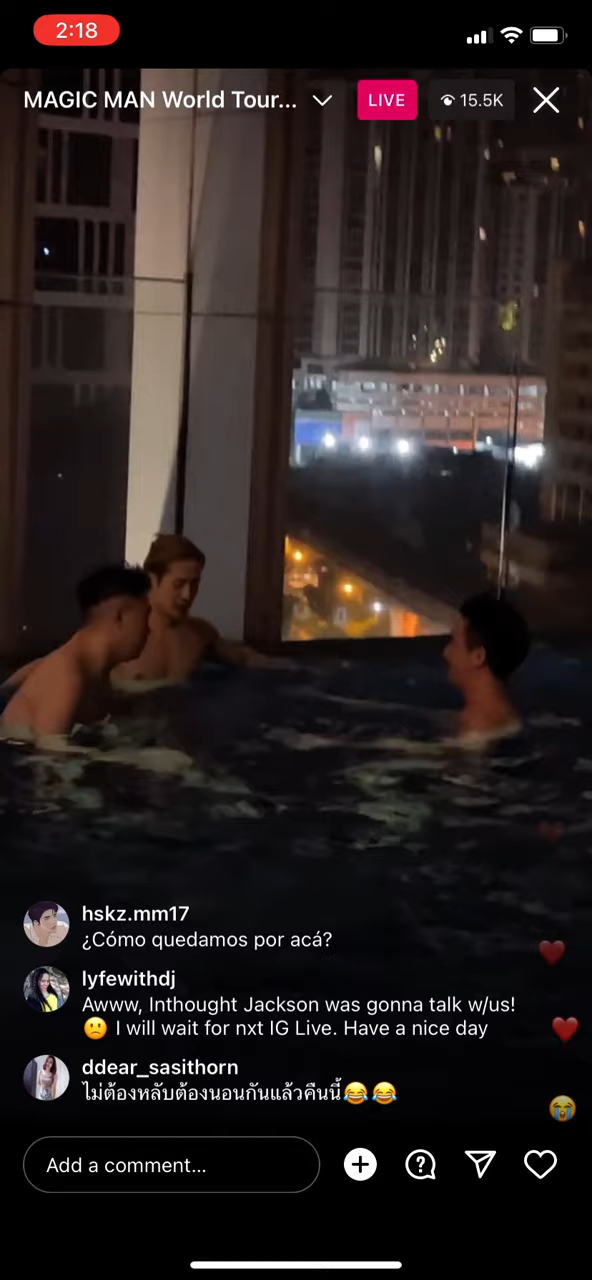 2:18
MAGIC MAN World Tour...
LIVE
15.5K
hskz.mm17
¿Cómo quedamos por acá?
lyfewithdj
Awww, Inthought Jackson was gonna talk w/us!
🙁 I will wait for nxt IG Live. Have a nice day
ddear_sasithorn
ไม่ต้องหลับต้องนอนกันแล้วคืนนี้😂😂
Add a comment...